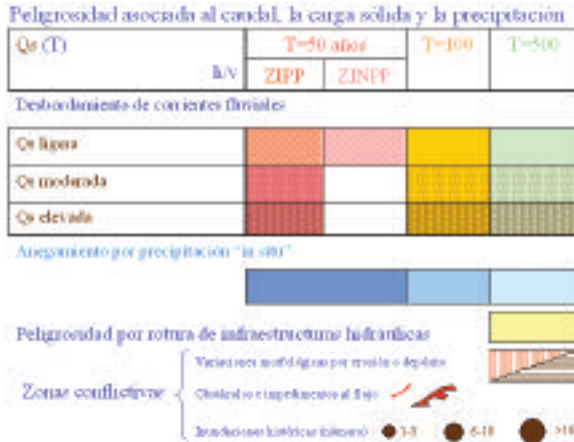 Peligrosidad asociada al caudal, la carga sólida y la precipitación
Qs (T) T=50 años T=100 T=500
h/v ZIPP ZINPP
Desbordamiento de corrientes fluviales
Qs ligera
Qs moderada
Qs elevada
Anegamiento por precipitación "in situ"
Peligrosidad por rotura de infraestructuras hidráulicas
Variaciones morfológicas por erosión o depósito
Zonas conflictivas
Obstáculos e impedimentos al flujo
Inundaciones históricas (número) 1-5 6-10 >10